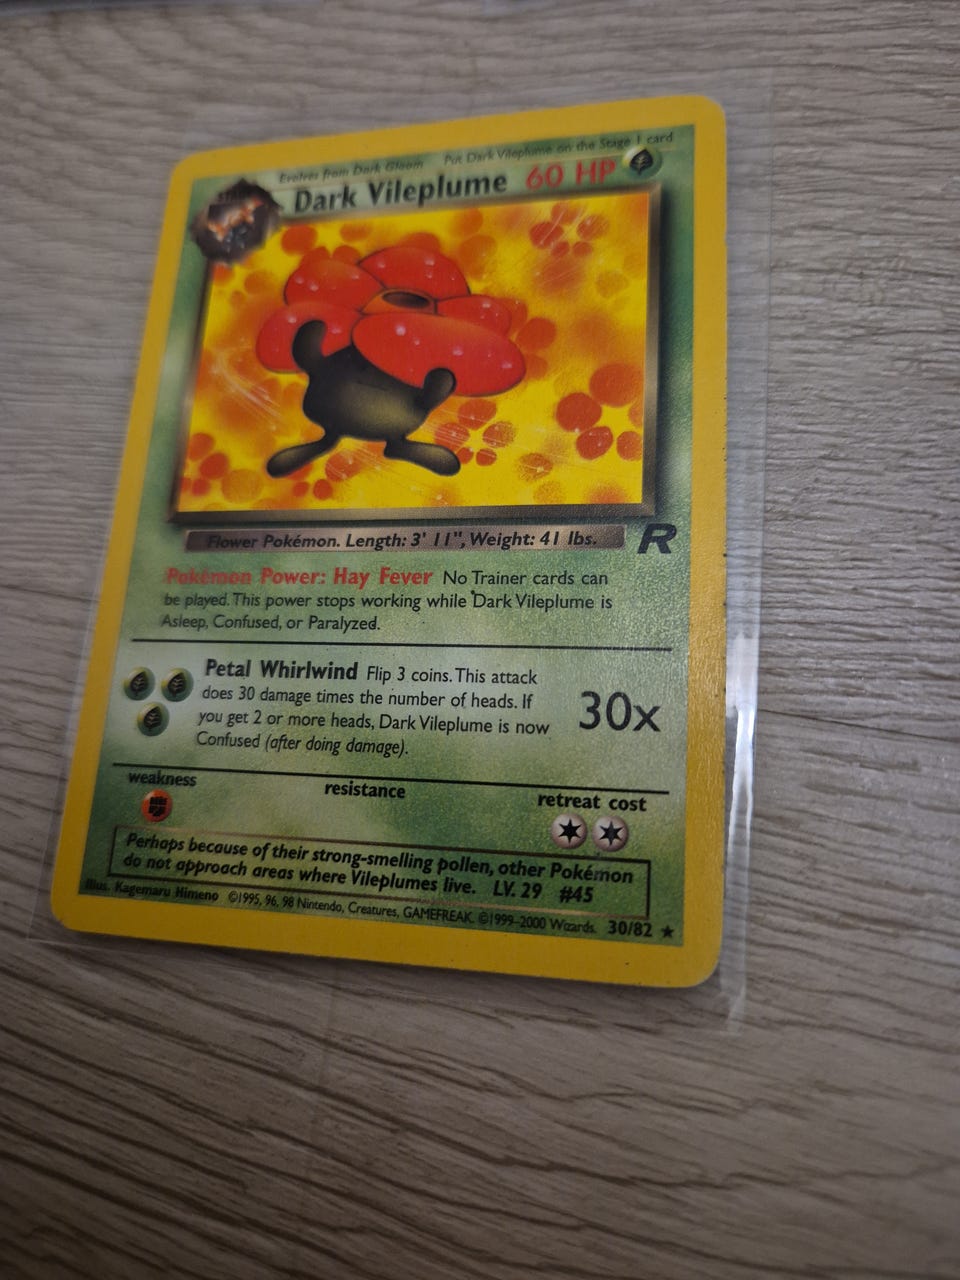 Evolves from Dark Gloom Put Dark Vileplume on the Stage 1 card
Dark Vileplume 60 HP
Flower Pokémon. Length: 3' 11", Weight: 41 lbs.
R
Pokémon Power: Hay Fever No Trainer cards can
be played. This power stops working while Dark Vileplume is
Asleep, Confused, or Paralyzed.
Petal Whirlwind Flip 3 coins. This attack
does 30 damage times the number of heads. If
you get 2 or more heads, Dark Vileplume is now
Confused (after doing damage).
30x
weakness
resistance
retreat cost
Perhaps because of their strong-smelling pollen, other Pokémon
do not approach areas where Vileplumes live. LV. 29 #45
Illus. Kagemaru Himeno ©1995, 96, 98 Nintendo, Creatures, GAMEFREAK. ©1999–2000 Wizards. 30/82 ★